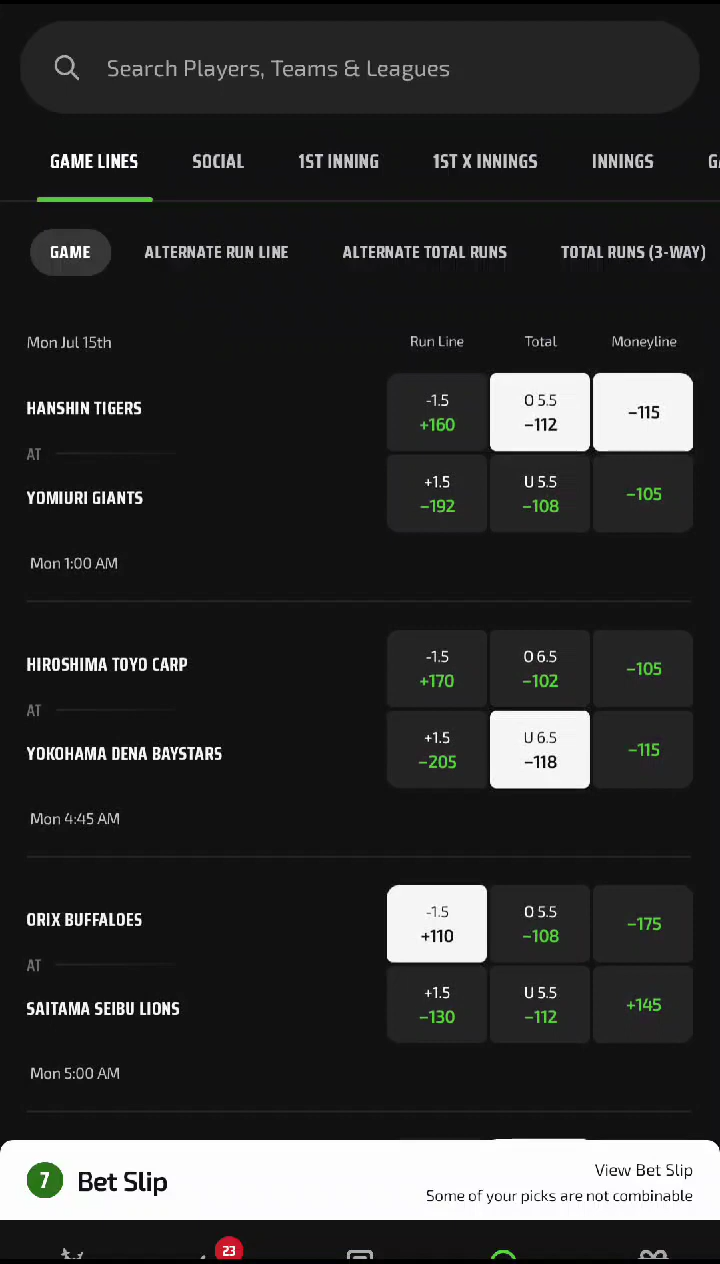 Search Players, Teams & Leagues
GAME LINES SOCIAL 1ST INNING 1ST X INNINGS INNINGS
GAME ALTERNATE RUN LINE ALTERNATE TOTAL RUNS TOTAL RUNS (3-WAY)
Mon Jul 15th Run Line Total Moneyline
HANSHIN TIGERS
-1.5 O 5.5
+160 −112 −115
AT
YOMIURI GIANTS
+1.5 U 5.5
−192 −108 −105
Mon 1:00 AM
HIROSHIMA TOYO CARP
-1.5 O 6.5
+170 −102 −105
AT
YOKOHAMA DENA BAYSTARS
+1.5 U 6.5
−205 −118 −115
Mon 4:45 AM
ORIX BUFFALOES
-1.5 O 5.5
+110 −108 −175
AT
SAITAMA SEIBU LIONS
+1.5 U 5.5
−130 −112 +145
Mon 5:00 AM
7 Bet Slip
View Bet Slip
Some of your picks are not combinable
23